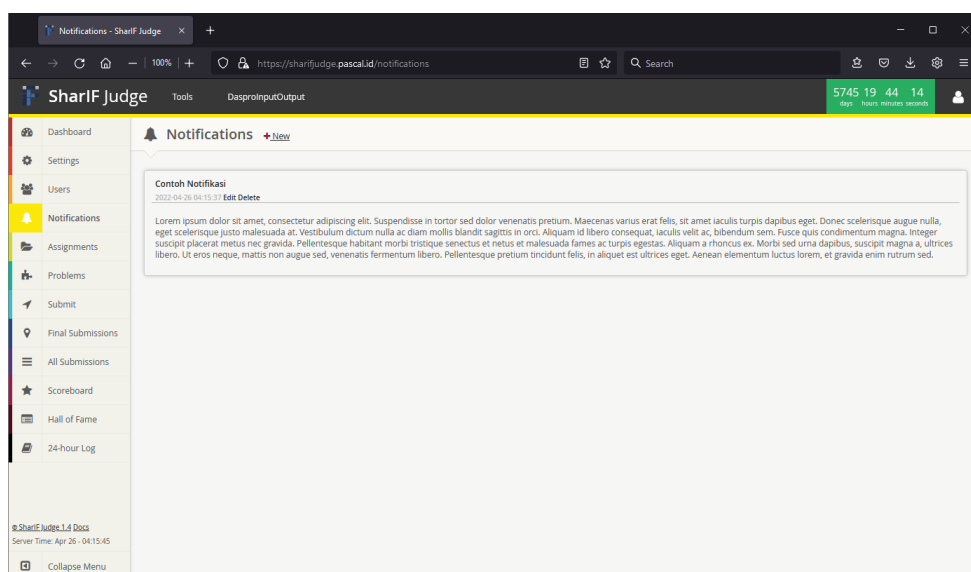 Notifications - SharIF Judge
100%
https://sharifjudge.pascal.id/notifications
Search
SharIF Judge
Tools
DasproInputOutput
5745 19 44 14
days hours minutes seconds
Dashboard
Settings
Users
Notifications
Assignments
Problems
Submit
Final Submissions
All Submissions
Scoreboard
Hall of Fame
24-hour Log
© SharIF Judge 1.4 Docs
Server Time: Apr 26 - 04:15:45
Collapse Menu
Notifications +New
Contoh Notifikasi
2022-04-26 04:15:37 Edit Delete
Lorem ipsum dolor sit amet, consectetur adipiscing elit. Suspendisse in tortor sed dolor venenatis pretium. Maecenas varius erat felis, sit amet iaculis turpis dapibus eget. Donec scelerisque augue nulla,
eget scelerisque justo malesuada at. Vestibulum dictum nulla ac diam mollis blandit sagittis in orci. Aliquam id libero consequat, iaculis velit ac, bibendum sem. Fusce quis condimentum magna. Integer
suscipit placerat metus nec gravida. Pellentesque habitant morbi tristique senectus et netus et malesuada fames ac turpis egestas. Aliquam a rhoncus ex. Morbi sed urna dapibus, suscipit magna a, ultrices
libero. Ut eros neque, mattis non augue sed, venenatis fermentum libero. Pellentesque pretium tincidunt felis, in aliquet est ultrices eget. Aenean elementum luctus lorem, et gravida enim rutrum sed.